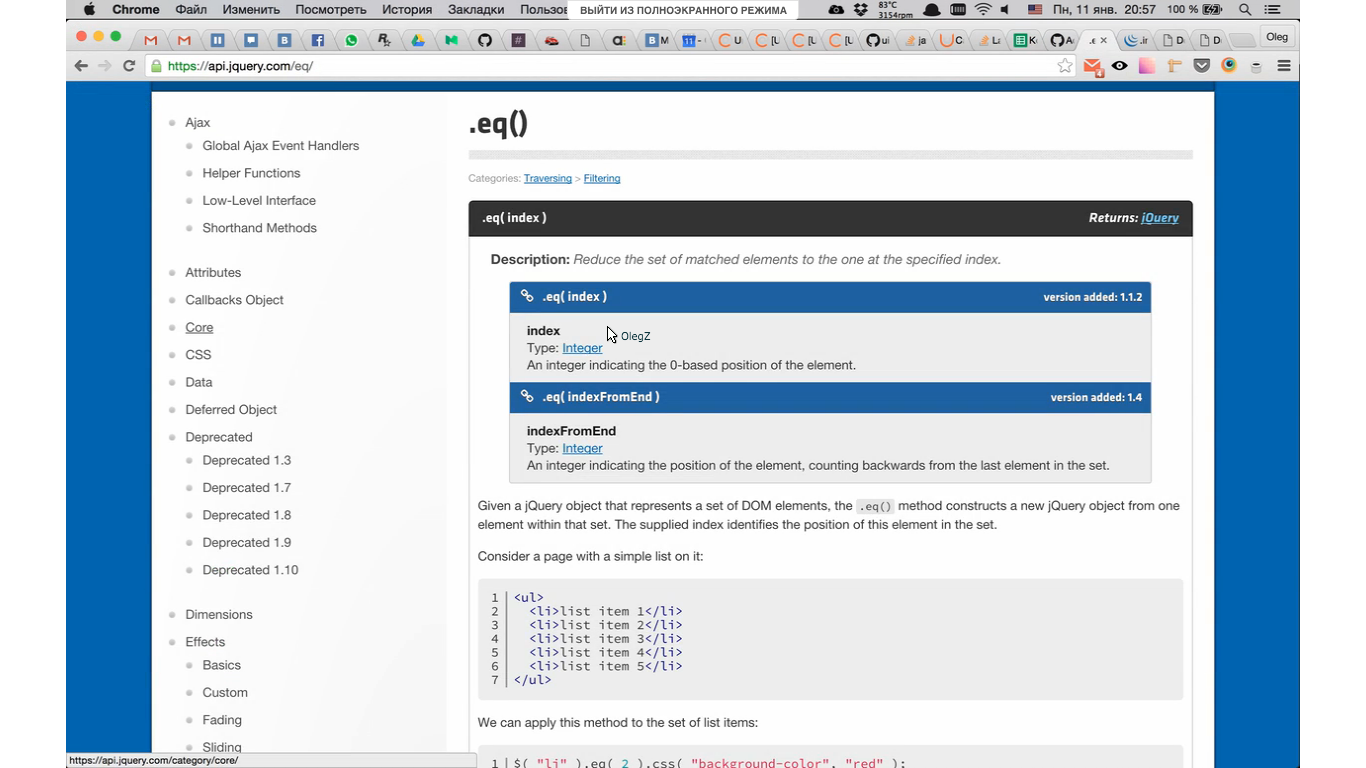 Chrome Файл Изменить Посмотреть История Закладки Пользо ВЫЙТИ ИЗ ПОЛНОЭКРАННОГО РЕЖИМА 83°C 3154rpm Пн, 11 янв. 20:57 100 %
Oleg
https://api.jquery.com/eq/
Ajax
Global Ajax Event Handlers
Helper Functions
Low-Level Interface
Shorthand Methods
Attributes
Callbacks Object
Core
CSS
Data
Deferred Object
Deprecated
Deprecated 1.3
Deprecated 1.7
Deprecated 1.8
Deprecated 1.9
Deprecated 1.10
Dimensions
Effects
Basics
Custom
Fading
Sliding
https://api.jquery.com/category/core/
.eq()
Categories: Traversing > Filtering
.eq( index ) Returns: jQuery
Description: Reduce the set of matched elements to the one at the specified index.
.eq( index ) version added: 1.1.2
index
OlegZ
Type: Integer
An integer indicating the 0-based position of the element.
.eq( indexFromEnd ) version added: 1.4
indexFromEnd
Type: Integer
An integer indicating the position of the element, counting backwards from the last element in the set.
Given a jQuery object that represents a set of DOM elements, the .eq() method constructs a new jQuery object from one
element within that set. The supplied index identifies the position of this element in the set.
Consider a page with a simple list on it:
1 <ul>
2 <li>list item 1</li>
3 <li>list item 2</li>
4 <li>list item 3</li>
5 <li>list item 4</li>
6 <li>list item 5</li>
7 </ul>
We can apply this method to the set of list items:
1 $( "li" ).eq( 2 ).css( "background-color", "red" );